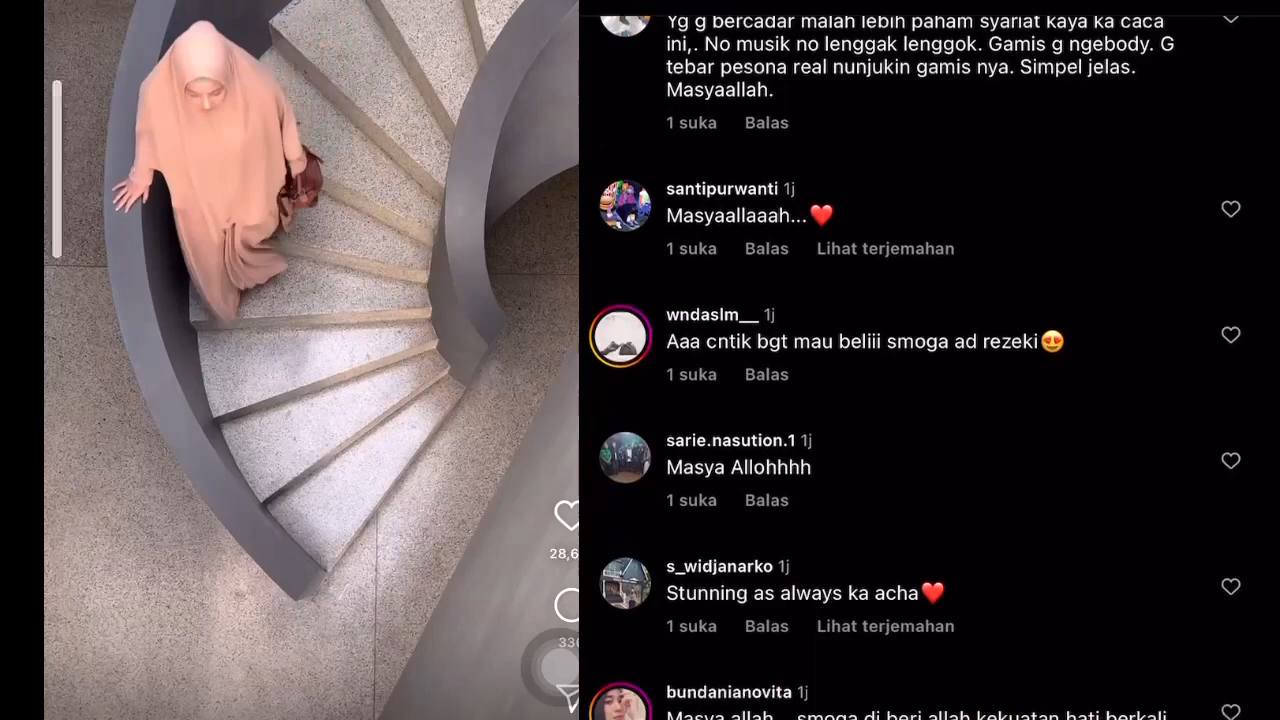 Yg g bercadar malah lebih paham syariat kaya ka caca
ini,. No musik no lenggak lenggok. Gamis g ngebody. G
tebar pesona real nunjukin gamis nya. Simpel jelas.
Masyaallah.
1 suka Balas
santipurwanti 1j
Masyaallaaah...❤️
1 suka Balas Lihat terjemahan
wndaslm__ 1j
Aaa cntik bgt mau beliii smoga ad rezeki😍
1 suka Balas
sarie.nasution.1 1j
Masya Allohhhh
1 suka Balas
s_widjanarko 1j
Stunning as always ka acha❤️
1 suka Balas Lihat terjemahan
bundanianovita 1j
Masya allah... smoga di beri allah kekuatan hati berkali
28,6
330